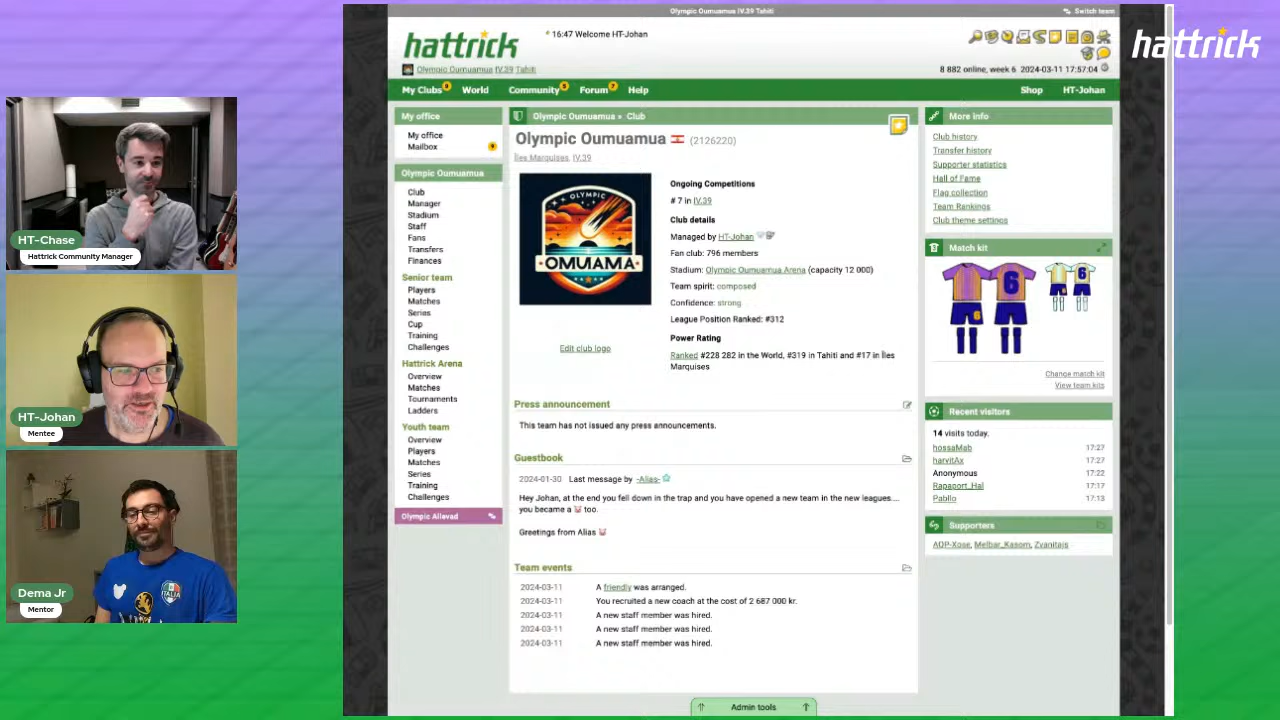 Olympic Oumuamua IV.39 Tahiti
Switch team
hattrick
16:47 Welcome HT-Johan
Olympic Oumuamua IV.39 Tahiti
8 882 online, week 6 2024-03-11 17:57:04
hattrick
My Clubs
World
Community
Forum
Help
Shop
HT-Johan
My office
My office
Mailbox
Olympic Oumuamua
Club
Manager
Stadium
Staff
Fans
Transfers
Finances
Senior team
Players
Matches
Series
Cup
Training
Challenges
Hattrick Arena
Overview
Matches
Tournaments
Ladders
Youth team
Overview
Players
Matches
Series
Training
Challenges
Olympic Allevad
Olympic Oumuamua » Club
Olympic Oumuamua (2126220)
Îles Marquises, IV.39
OLYMPIC
OMUAMA
Edit club logo
Ongoing Competitions
# 7 in IV.39
Club details
Managed by HT-Johan
Fan club: 796 members
Stadium: Olympic Oumuamua Arena (capacity 12 000)
Team spirit: composed
Confidence: strong
League Position Ranked: #312
Power Rating
Ranked #228 282 in the World, #319 in Tahiti and #17 in Îles
Marquises
Press announcement
This team has not issued any press announcements.
Guestbook
2024-01-30 Last message by -Alias-
Hey Johan, at the end you fell down in the trap and you have opened a new team in the new leagues....
you became a 🐷 too.
Greetings from Alias 🐷
Team events
2024-03-11 A friendly was arranged.
2024-03-11 You recruited a new coach at the cost of 2 687 000 kr.
2024-03-11 A new staff member was hired.
2024-03-11 A new staff member was hired.
2024-03-11 A new staff member was hired.
Admin tools
More info
Club history
Transfer history
Supporter statistics
Hall of Fame
Flag collection
Team Rankings
Club theme settings
Match kit
6
6
6
Change match kit
View team kits
Recent visitors
14 visits today.
hossaMab 17:27
harvitAx 17:27
Anonymous 17:22
Rapaport_Hal 17:17
Pabllo 17:13
Supporters
AOP-Xose, Melbar_Kasom, Zvanitajs
HT-Chase
Hattrick Community Manager
HT-Johan
Mentee
ITALIA
Dema Jr
Mentor